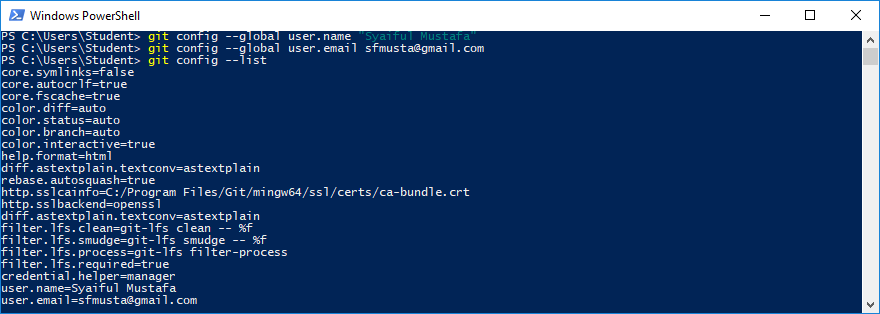 Windows PowerShell
PS C:\Users\Student> git config --global user.name "Syaiful Mustafa"
PS C:\Users\Student> git config --global user.email sfmusta@gmail.com
PS C:\Users\Student> git config --list
core.symlinks=false
core.autocrlf=true
core.fscache=true
color.diff=auto
color.status=auto
color.branch=auto
color.interactive=true
help.format=html
diff.astextplain.textconv=astextplain
rebase.autosquash=true
http.sslcainfo=C:/Program Files/Git/mingw64/ssl/certs/ca-bundle.crt
http.sslbackend=openssl
diff.astextplain.textconv=astextplain
filter.lfs.clean=git-lfs clean -- %f
filter.lfs.smudge=git-lfs smudge -- %f
filter.lfs.process=git-lfs filter-process
filter.lfs.required=true
credential.helper=manager
user.name=Syaiful Mustafa
user.email=sfmusta@gmail.com